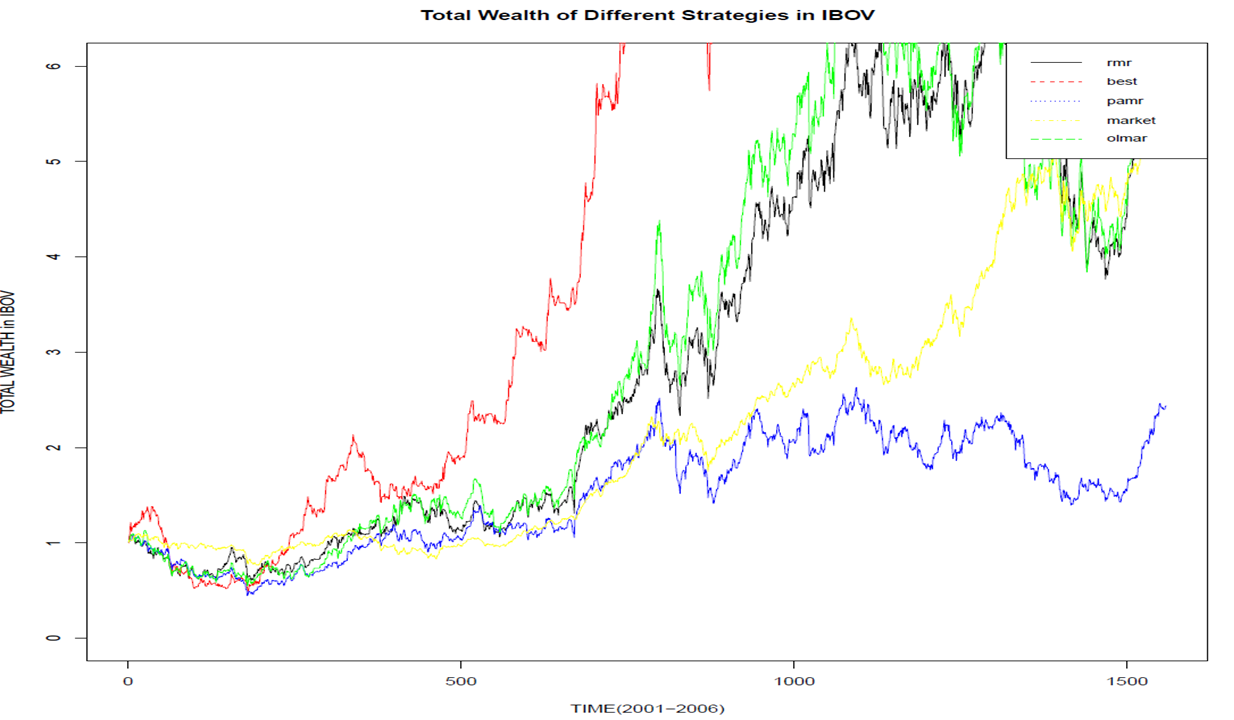 Total Wealth of Different Strategies in IBOV
TOTAL WEALTH in IBOV
6
5
4
3
2
1
0
rmr
best
pamr
market
olmar
0 500 1000 1500
TIME(2001−2006)